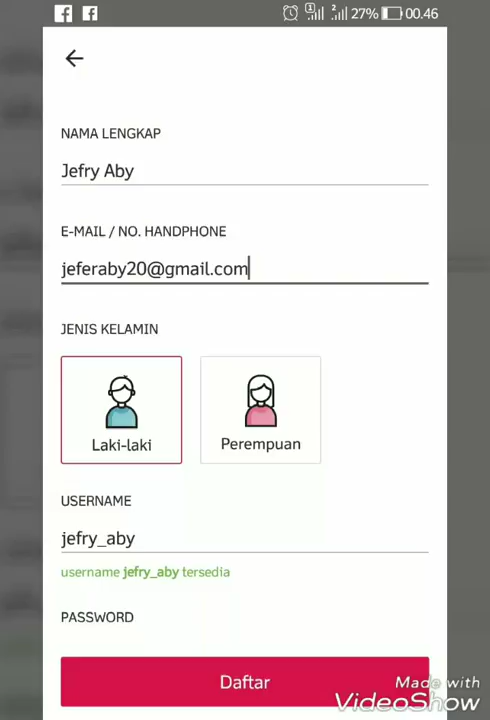 27% 00.46
NAMA LENGKAP
Jefry Aby
E-MAIL / NO. HANDPHONE
jeferaby20@gmail.com
JENIS KELAMIN
Laki-laki Perempuan
USERNAME
jefry_aby
username jefry_aby tersedia
PASSWORD
Daftar
Made with
VideoShow